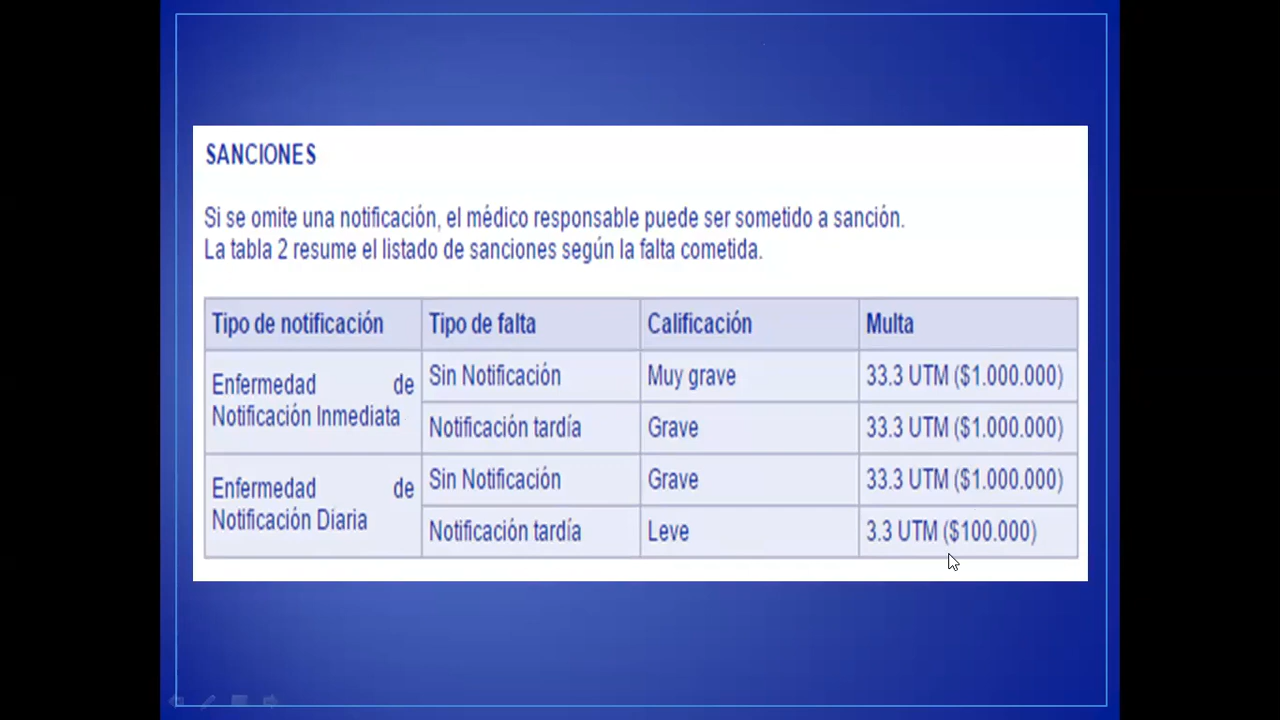 SANCIONES
Si se omite una notificación, el médico responsable puede ser sometido a sanción.
La tabla 2 resume el listado de sanciones según la falta cometida.
Tipo de notificación Tipo de falta Calificación Multa
Enfermedad de
Notificación Inmediata
Sin Notificación Muy grave 33.3 UTM ($1.000.000)
Notificación tardía Grave 33.3 UTM ($1.000.000)
Enfermedad de
Notificación Diaria
Sin Notificación Grave 33.3 UTM ($1.000.000)
Notificación tardía Leve 3.3 UTM ($100.000)